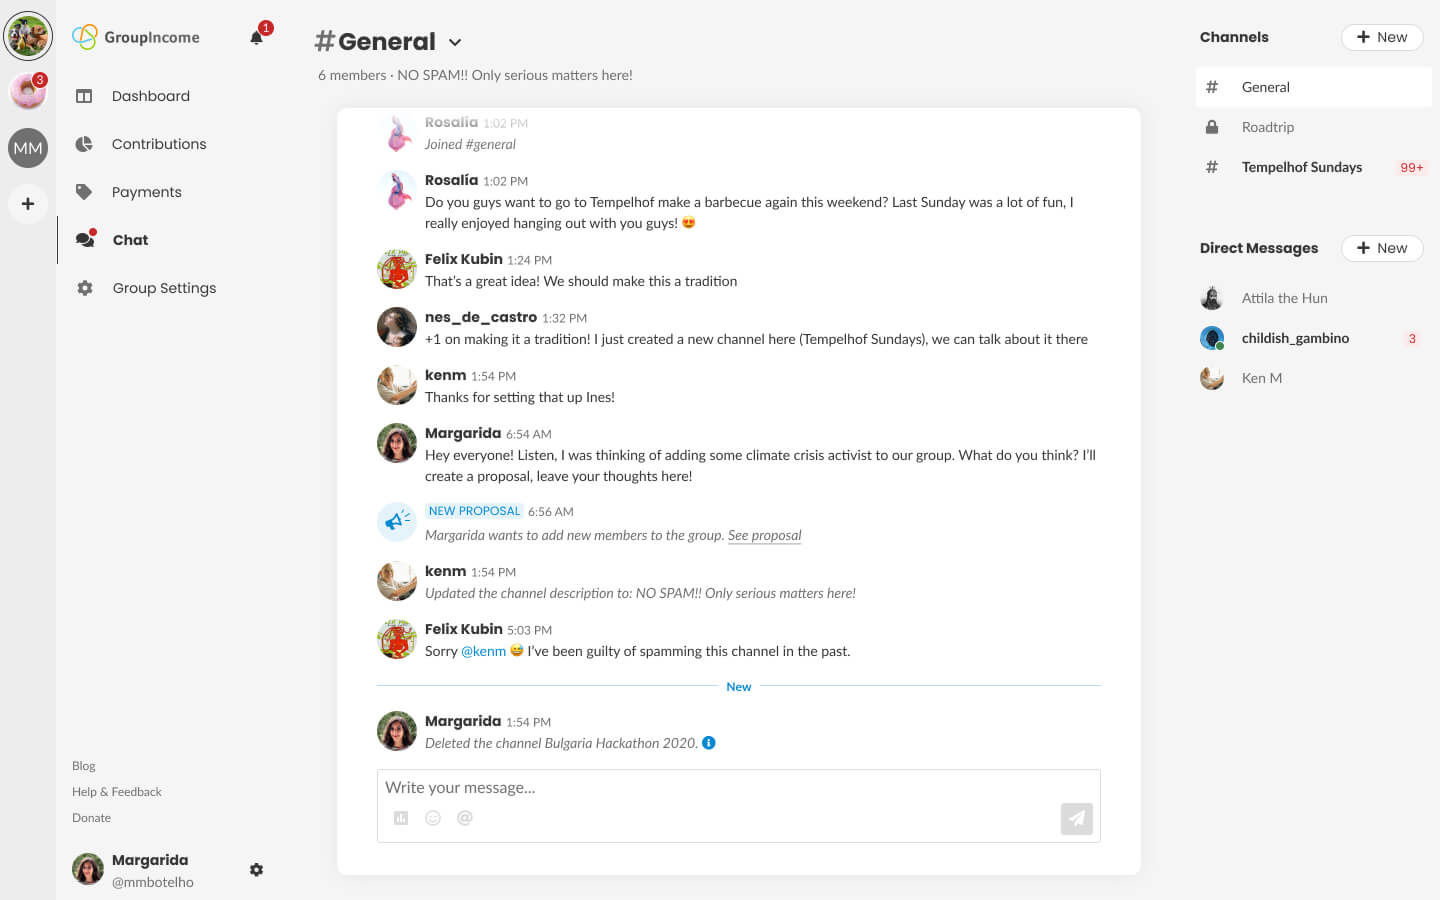 GroupIncome
1
3
MM
Dashboard
Contributions
Payments
Chat
Group Settings
Blog
Help & Feedback
Donate
Margarida
@mmbotelho
#General
6 members · NO SPAM!! Only serious matters here!
Rosalía 1:02 PM
Joined #general
Rosalía 1:02 PM
Do you guys want to go to Tempelhof make a barbecue again this weekend? Last Sunday was a lot of fun, I
really enjoyed hanging out with you guys! 😍
Felix Kubin 1:24 PM
That's a great idea! We should make this a tradition
nes_de_castro 1:32 PM
+1 on making it a tradition! I just created a new channel here (Tempelhof Sundays), we can talk about it there
kenm 1:54 PM
Thanks for setting that up Ines!
Margarida 6:54 AM
Hey everyone! Listen, I was thinking of adding some climate crisis activist to our group. What do you think? I'll
create a proposal, leave your thoughts here!
NEW PROPOSAL 6:56 AM
Margarida wants to add new members to the group. See proposal
kenm 1:54 PM
Updated the channel description to: NO SPAM!! Only serious matters here!
Felix Kubin 5:03 PM
Sorry @kenm 😅 I've been guilty of spamming this channel in the past.
New
Margarida 1:54 PM
Deleted the channel Bulgaria Hackathon 2020.
Write your message...
Channels
+ New
# General
Roadtrip
# Tempelhof Sundays 99+
Direct Messages
+ New
Attila the Hun
childish_gambino 3
Ken M